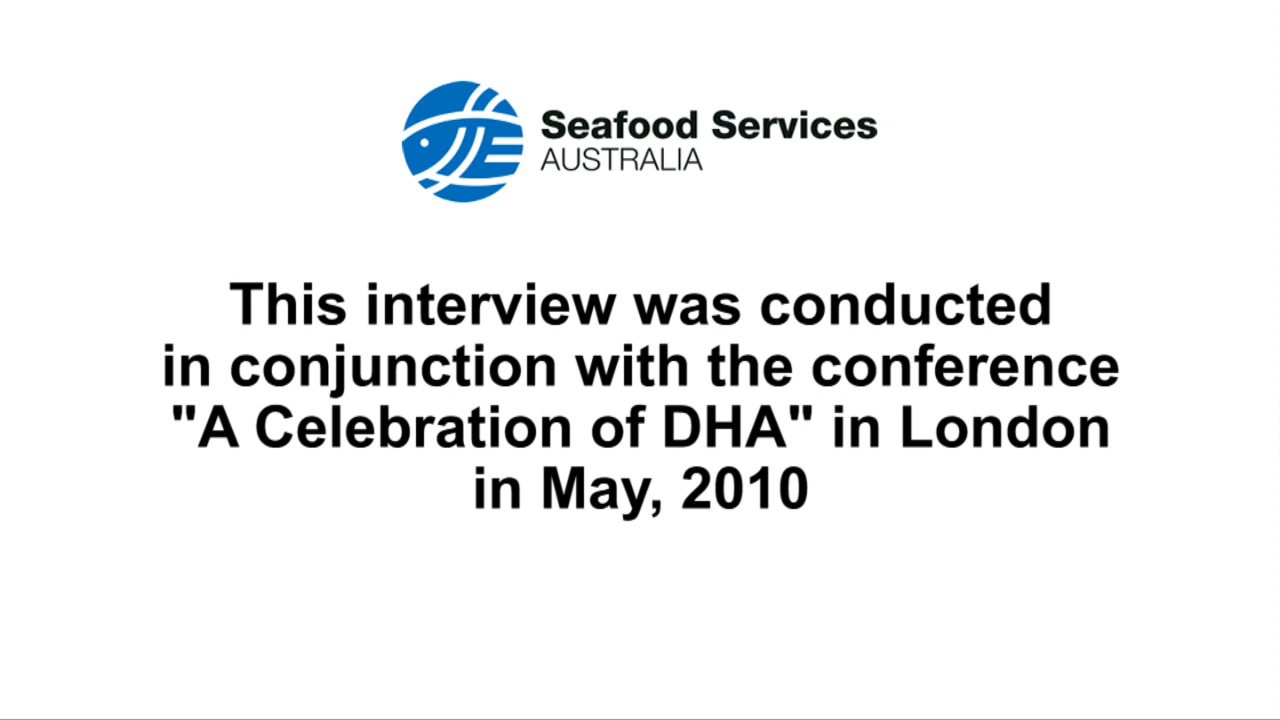 Seafood Services
AUSTRALIA
This interview was conducted
in conjunction with the conference
"A Celebration of DHA" in London
in May, 2010